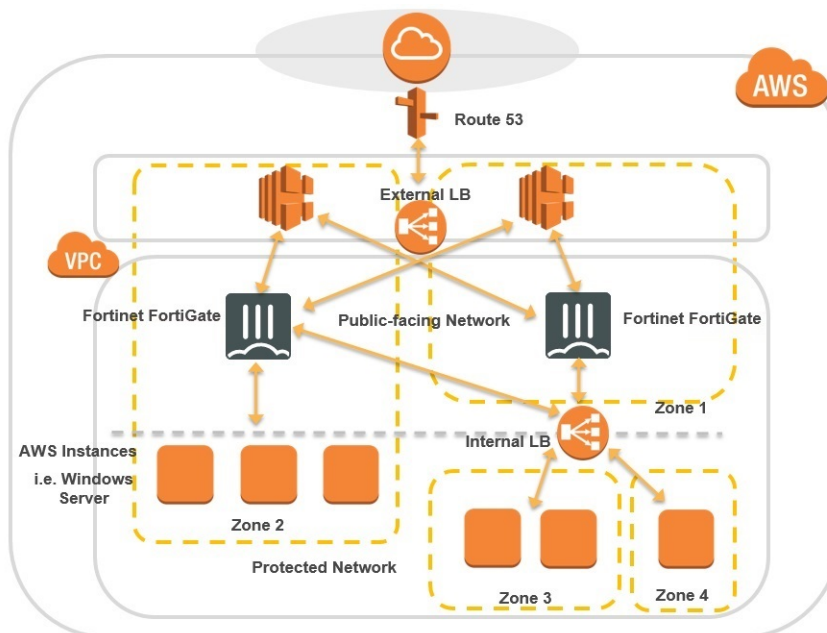 AWS
Route 53
External LB
VPC
Fortinet FortiGate
Public-facing Network
Fortinet FortiGate
Zone 1
Internal LB
AWS Instances
i.e. Windows
Server
Zone 2
Protected Network
Zone 3
Zone 4